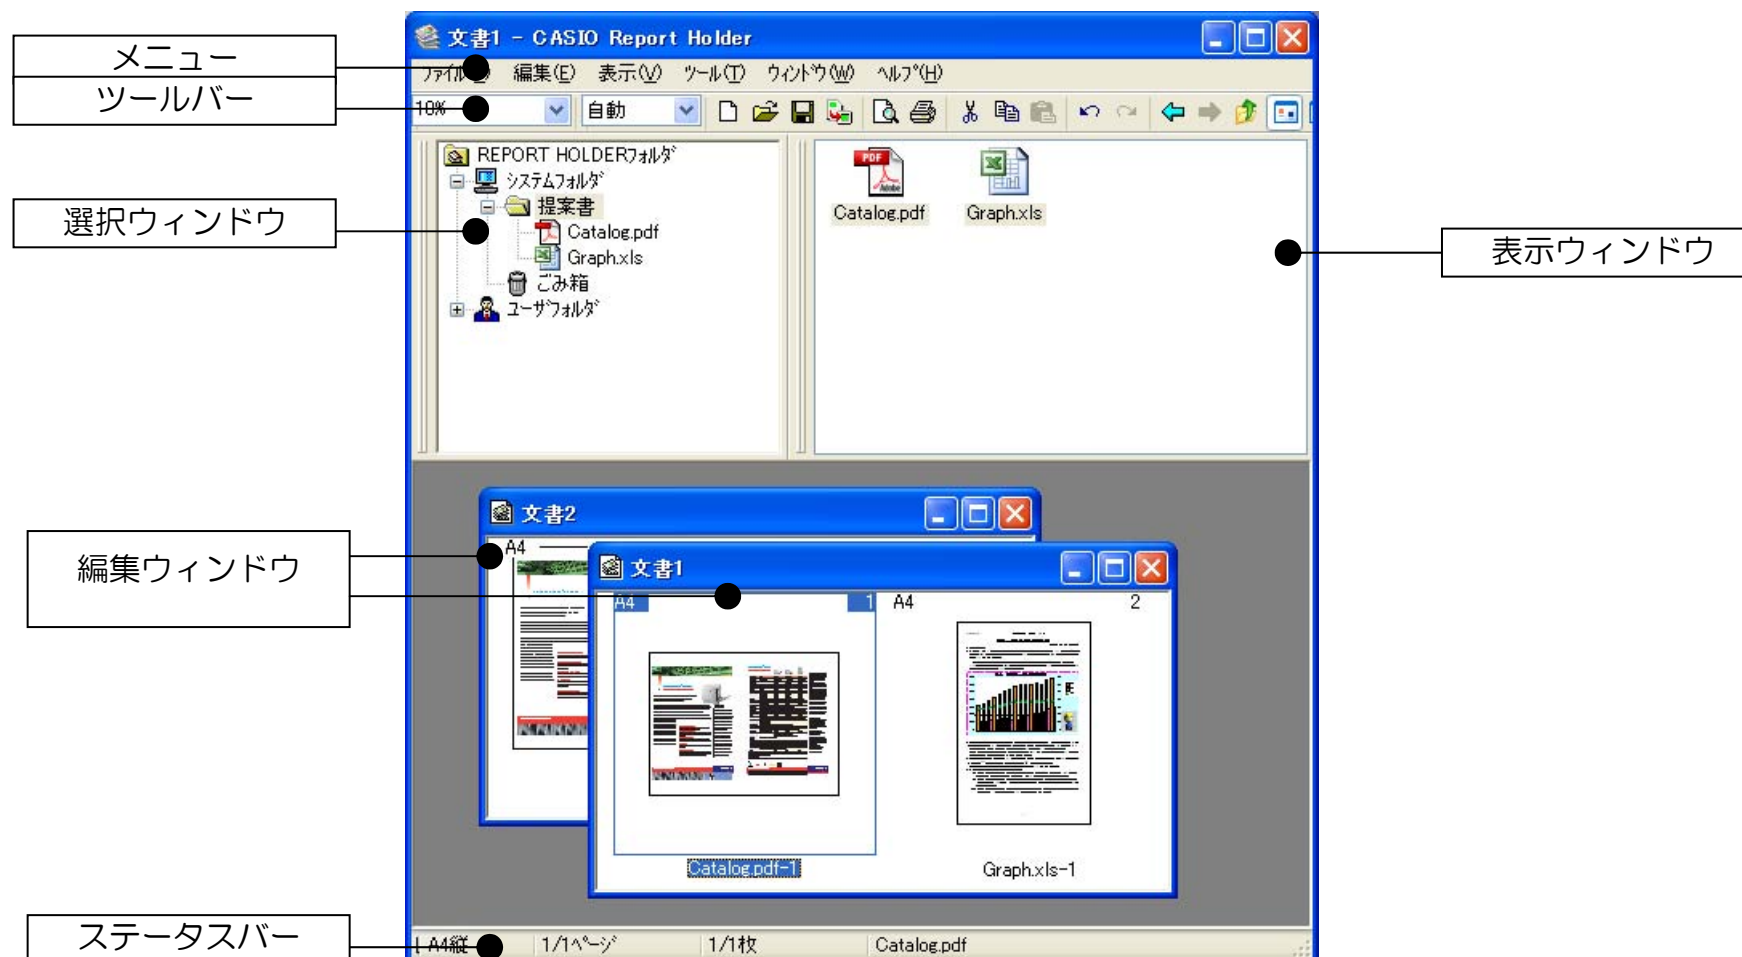 文書1 - CASIO Report Holder
メニュー
編集(E) 表示(V) ツール(T) ウィンドウ(W) ヘルプ(H)
ツールバー
10% 自動
REPORT HOLDERフォルダ
システムフォルダ
提案書
Catalog.pdf
Graph.xls
ごみ箱
ユーザフォルダ
選択ウィンドウ
Catalog.pdf Graph.xls
表示ウィンドウ
編集ウィンドウ
文書2
A4
文書1
A4 1 A4 2
Catalog.pdf-1 Graph.xls-1
ステータスバー
A4縦 1/1ページ 1/1枚 Catalog.pdf